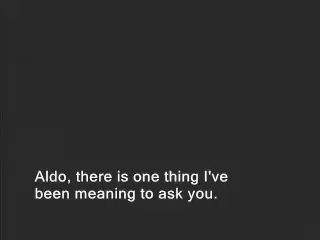 Aldo, there is one thing I've
been meaning to ask you.